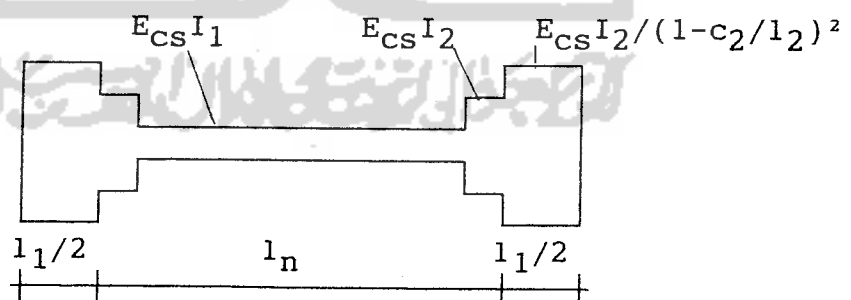 E_CS I_1
E_CS I_2
E_CS I_2/(1-c_2/l_2)²
l_1/2
l_n
l_1/2